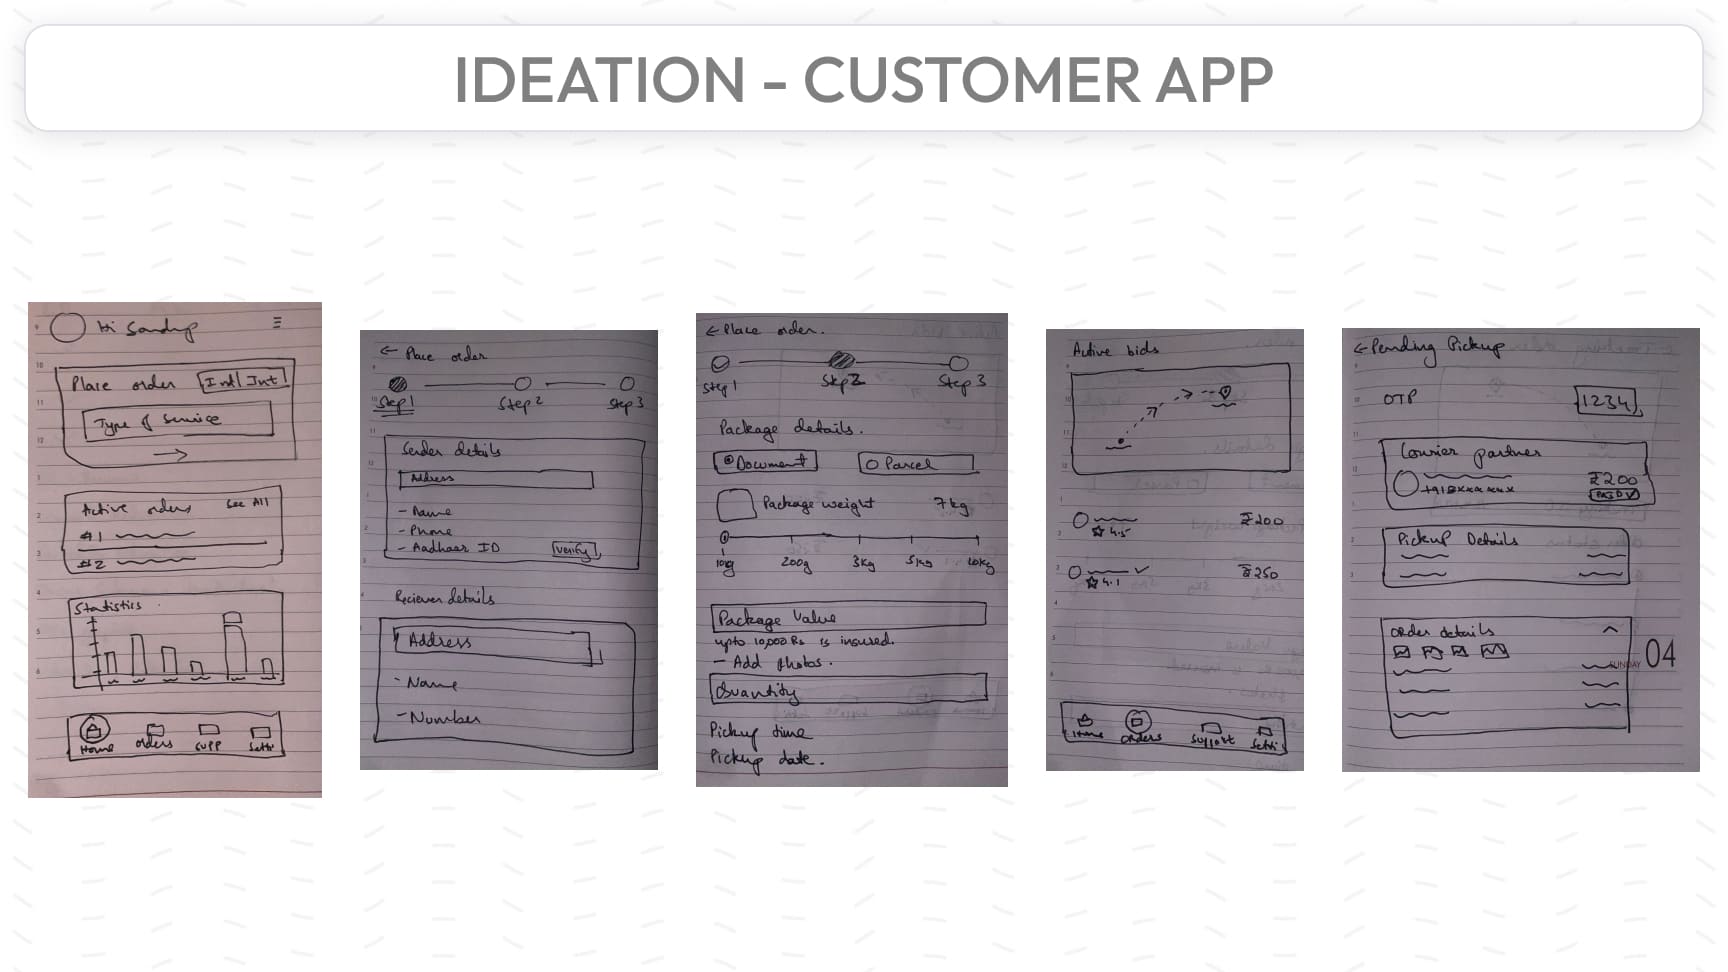 IDEATION - CUSTOMER APP
Hi Sandip
Place order
Intl Int
Type of Service
Active orders
See All
#1
#2
Statistics
Home
orders
Supp
Setti
← Place order
Step 1
Step 2
Step 3
Sender details
Address
- Name
- Phone
- Aadhaar ID
Verify
Reciever details
Address
- Name
- Number
← Place order.
Step 1
Step 2
Step 3
Package details.
Document
Parcel
Package weight
7 kg
200g
3kg
5kg
10kg
Package Value
upto 10,000 Rs is insured.
- Add photos.
Quantity
Pickup time
Pickup date.
Active bids
4.5
₹200
4.1
₹250
Home
Orders
Support
Setti
← Pending Pickup
OTP
1234
Courier partner
₹200
PAID
Pickup Details
Order details
SUNDAY 04